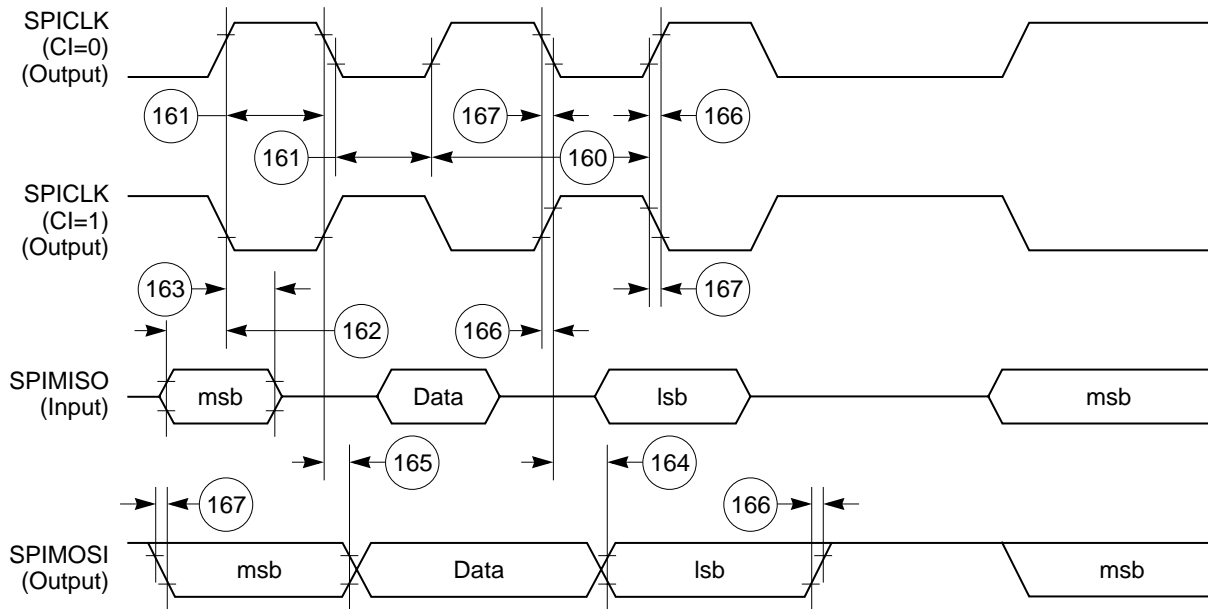 SPICLK
(CI=0)
(Output)
161
167
166
161
160
SPICLK
(CI=1)
(Output)
163
167
162
166
SPIMISO
(Input)
msb
Data
lsb
msb
165
164
167
166
SPIMOSI
(Output)
msb
Data
lsb
msb